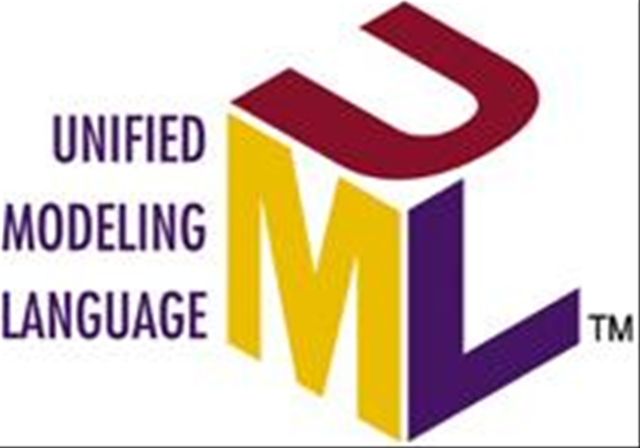 UNIFIED
MODELING
LANGUAGE
UML
TM